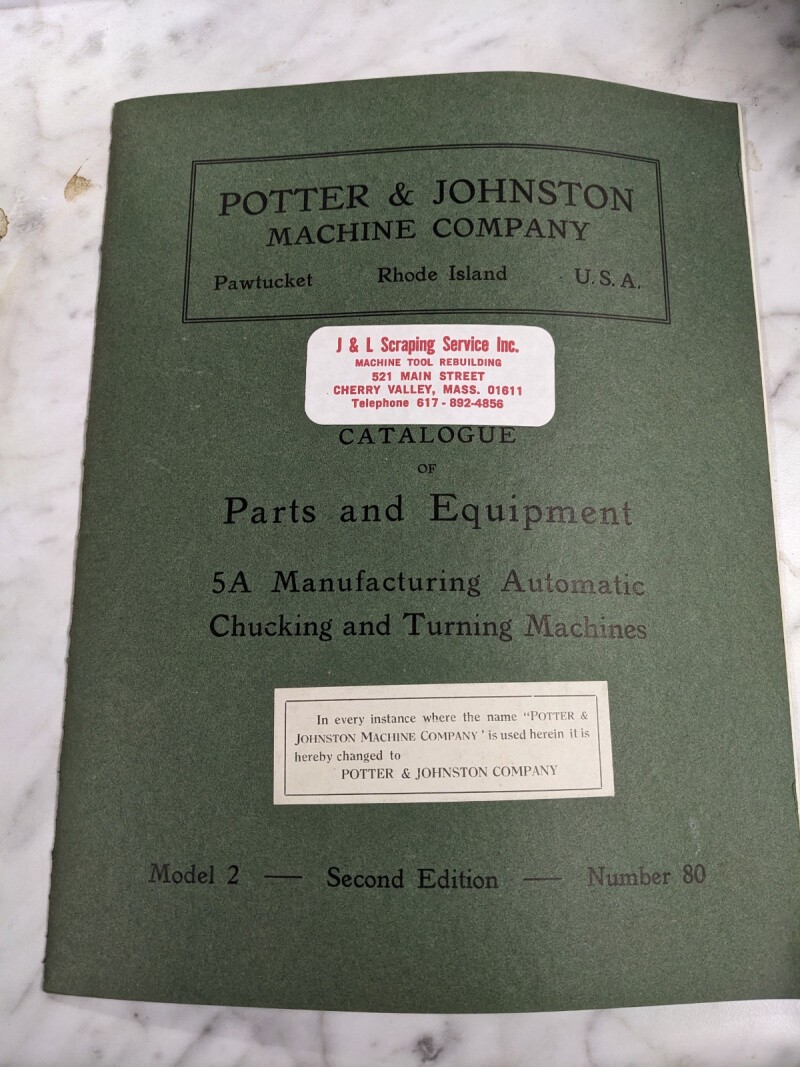 POTTER & JOHNSTON
MACHINE COMPANY
Pawtucket Rhode Island U.S.A.
J & L Scraping Service Inc.
MACHINE TOOL REBUILDING
521 MAIN STREET
CHERRY VALLEY, MASS. 01611
Telephone 617-892-4856
CATALOGUE
OF
Parts and Equipment
5A Manufacturing Automatic
Chucking and Turning Machines
In every instance where the name "POTTER &
JOHNSTON MACHINE COMPANY' is used herein it is
hereby changed to
POTTER & JOHNSTON COMPANY
Model 2 — Second Edition — Number 80